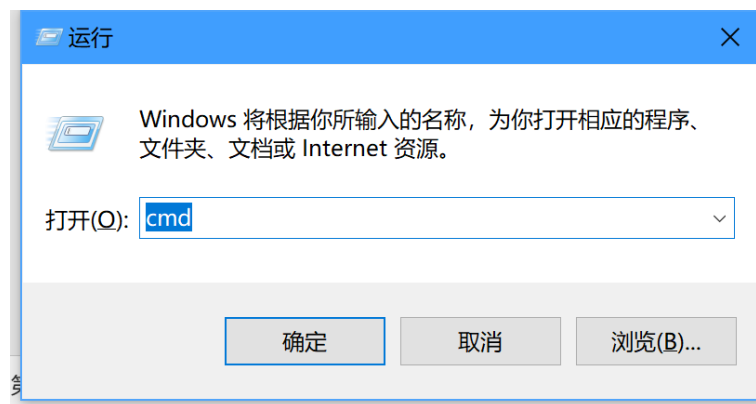 运行
Windows 将根据你所输入的名称，为你打开相应的程序、
文件夹、文档或 Internet 资源。
打开(O): cmd
确定 取消 浏览(B)...